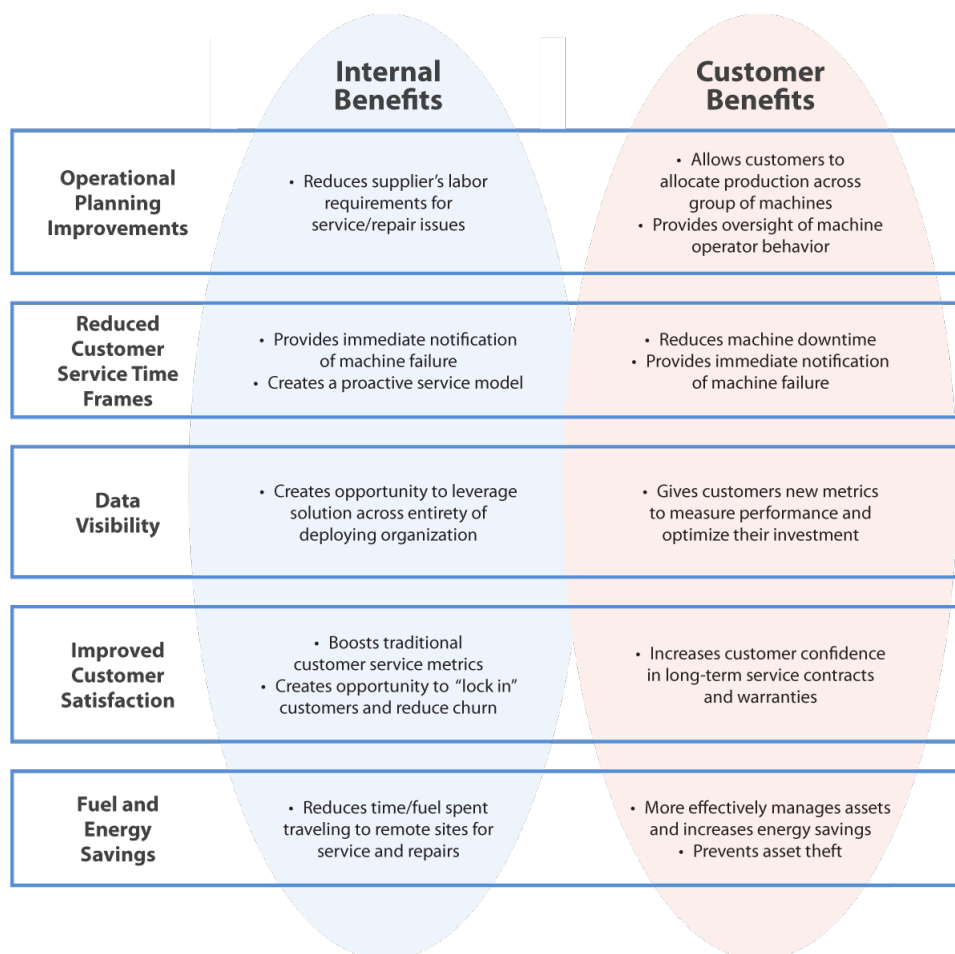 Internal
Benefits
Customer
Benefits
Operational
Planning
Improvements
• Reduces supplier’s labor
requirements for
service/repair issues
• Allows customers to
allocate production across
group of machines
• Provides oversight of machine
operator behavior
Reduced
Customer
Service Time
Frames
• Provides immediate notification
of machine failure
• Creates a proactive service model
• Reduces machine downtime
• Provides immediate notification
of machine failure
Data
Visibility
• Creates opportunity to leverage
solution across entirety of
deploying organization
• Gives customers new metrics
to measure performance and
optimize their investment
Improved
Customer
Satisfaction
• Boosts traditional
customer service metrics
• Creates opportunity to “lock in”
customers and reduce churn
• Increases customer confidence
in long-term service contracts
and warranties
Fuel and
Energy
Savings
• Reduces time/fuel spent
traveling to remote sites for
service and repairs
• More effectively manages assets
and increases energy savings
• Prevents asset theft